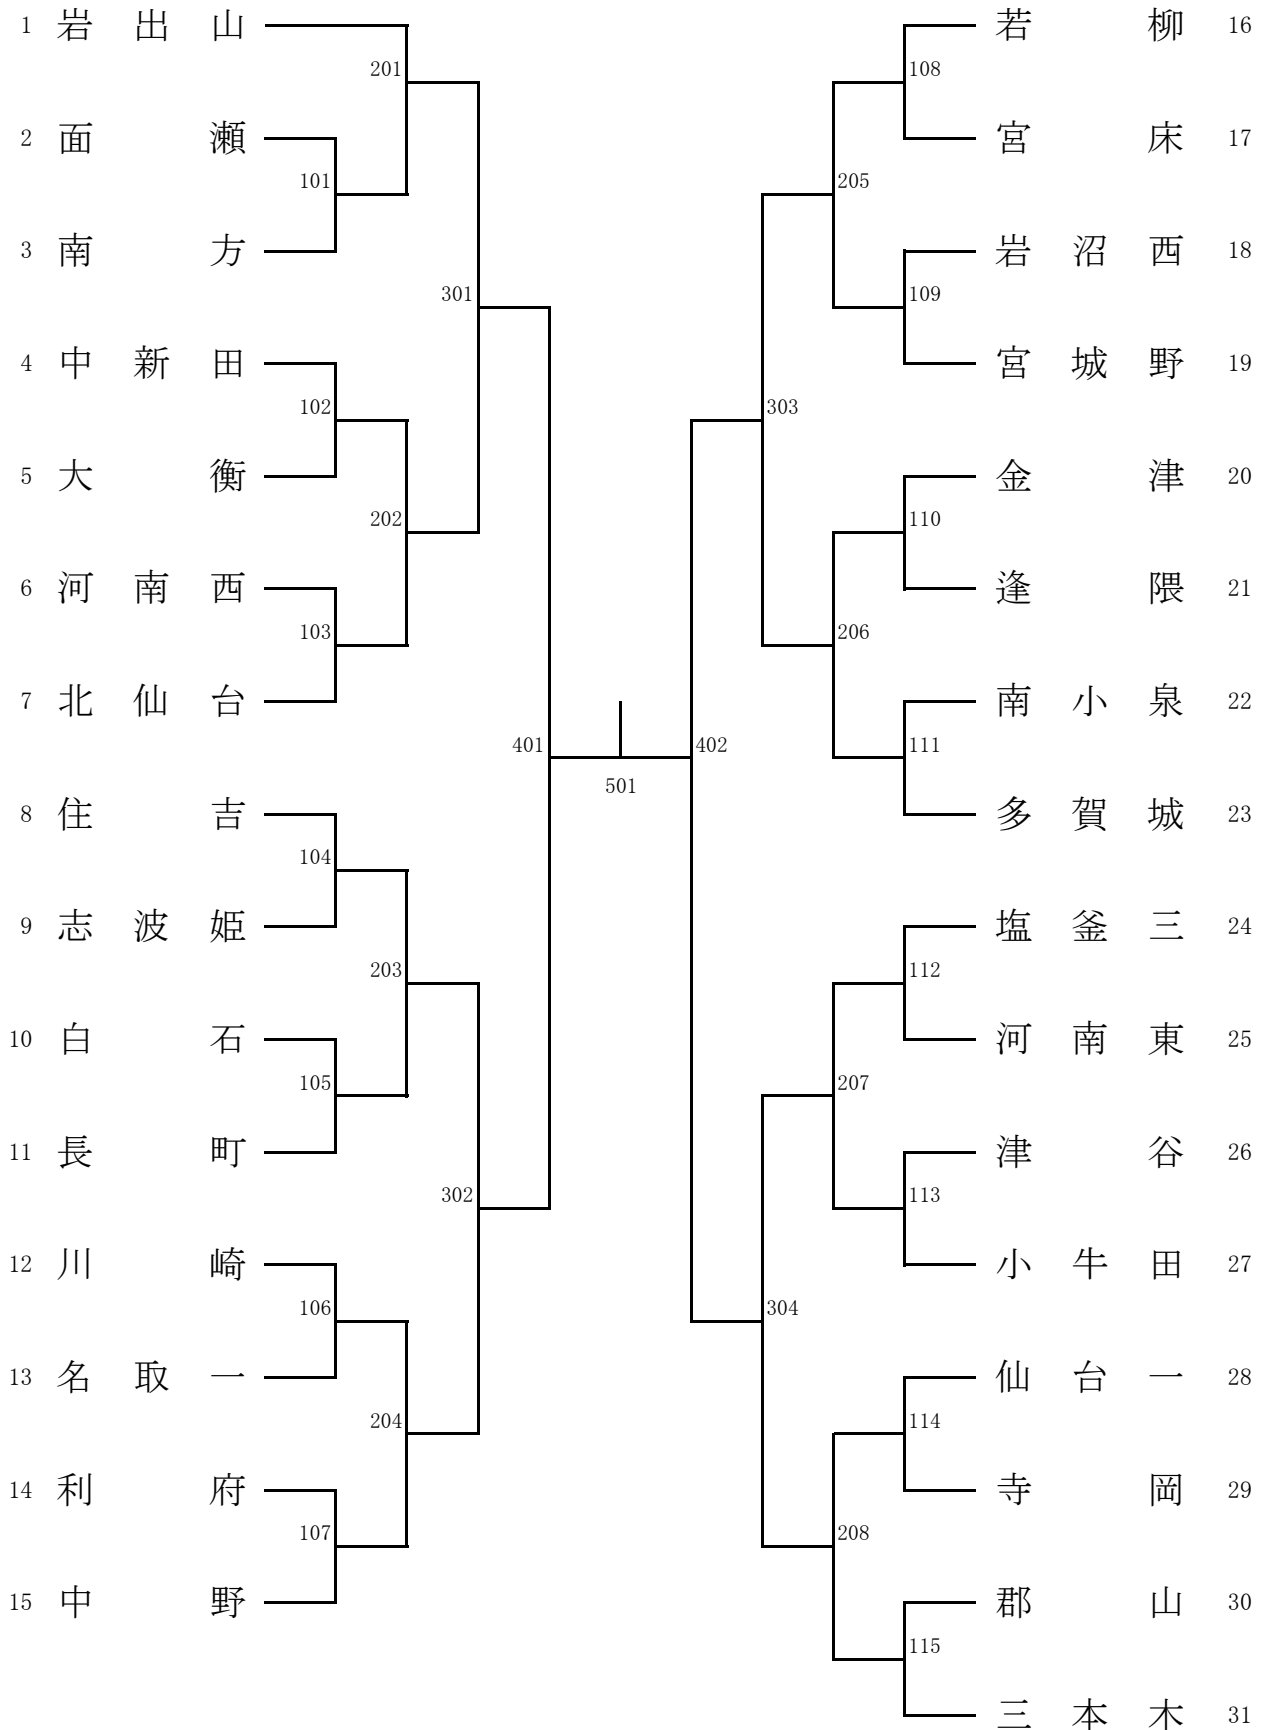 1 岩出山
201
2 面瀬
101
3 南方
301
4 中新田
102
5 大衡
202
6 河南西
103
7 北仙台
401
8 住吉
104
9 志波姫
203
10 白石
105
11 長町
302
12 川崎
106
13 名取一
204
14 利府
107
15 中野
501
若柳 16
108
宮床 17
205
岩沼西 18
109
宮城野 19
303
金津 20
110
逢隈 21
206
南小泉 22
402
111
多賀城 23
塩釜三 24
112
河南東 25
207
津谷 26
113
小牛田 27
304
仙台一 28
114
寺岡 29
208
郡山 30
115
三本木 31